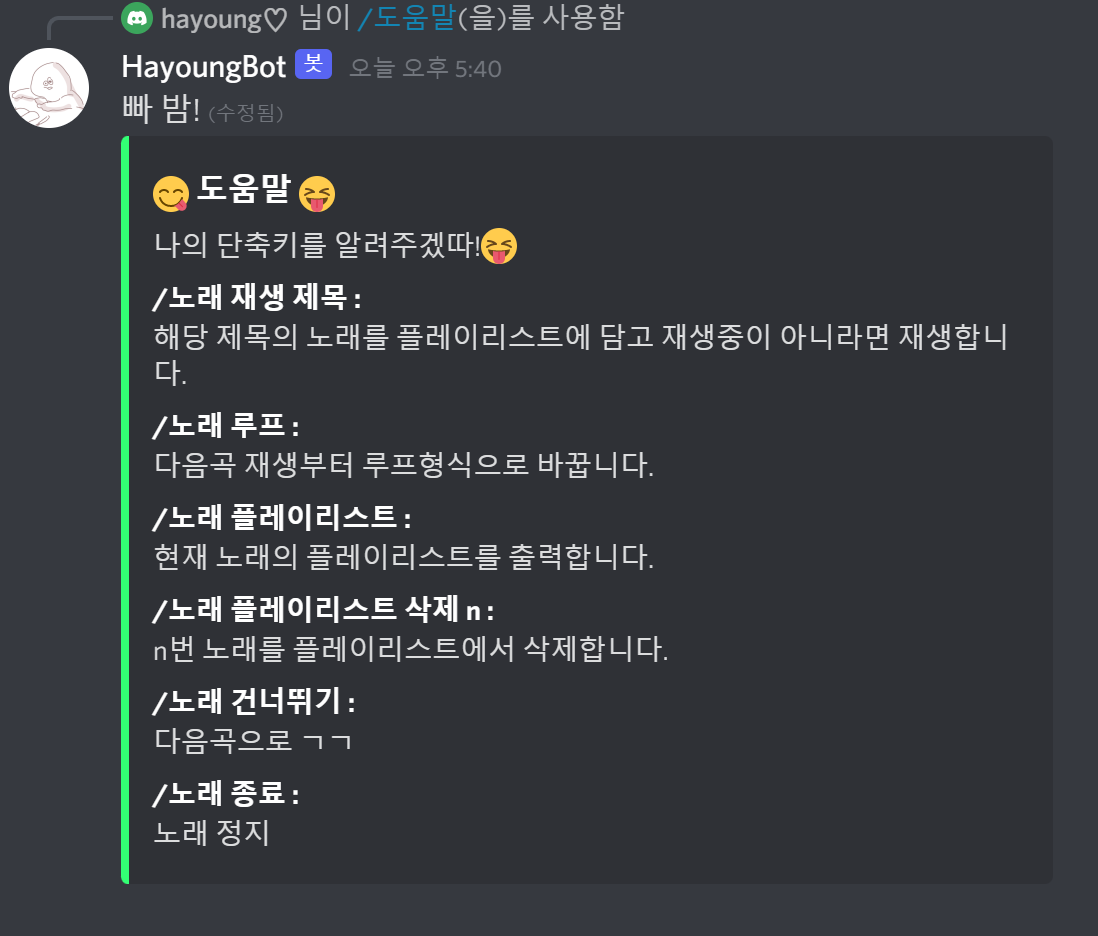 hayoung♡ 님이 /도움말(을)를 사용함
HayoungBot 봇 오늘 오후 5:40
빠 밤! (수정됨)
😋 도움말 😝
나의 단축키를 알려주겠따!😝
/노래 재생 제목 :
해당 제목의 노래를 플레이리스트에 담고 재생중이 아니라면 재생합니
다.
/노래 루프 :
다음곡 재생부터 루프형식으로 바꿉니다.
/노래 플레이리스트 :
현재 노래의 플레이리스트를 출력합니다.
/노래 플레이리스트 삭제 n :
n번 노래를 플레이리스트에서 삭제합니다.
/노래 건너뛰기 :
다음곡으로 ㄱㄱ
/노래 종료 :
노래 정지